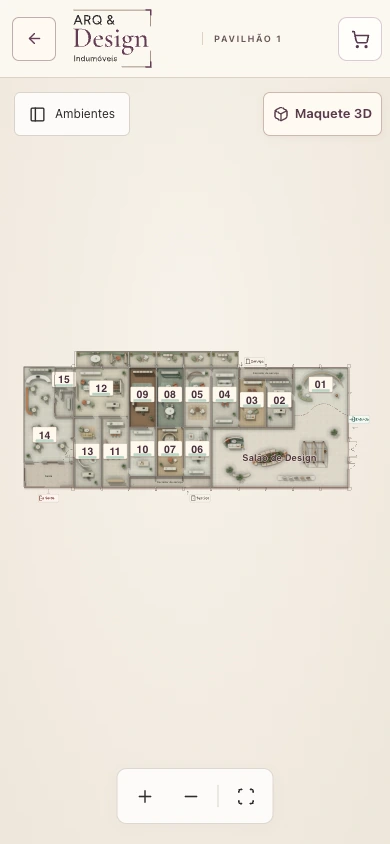 ARQ &
Design
Indumóveis
PAVILHÃO 1
Ambientes
Maquete 3D
15
12
09
08
05
04
03
02
01
14
13
11
10
07
06
Salão de Design